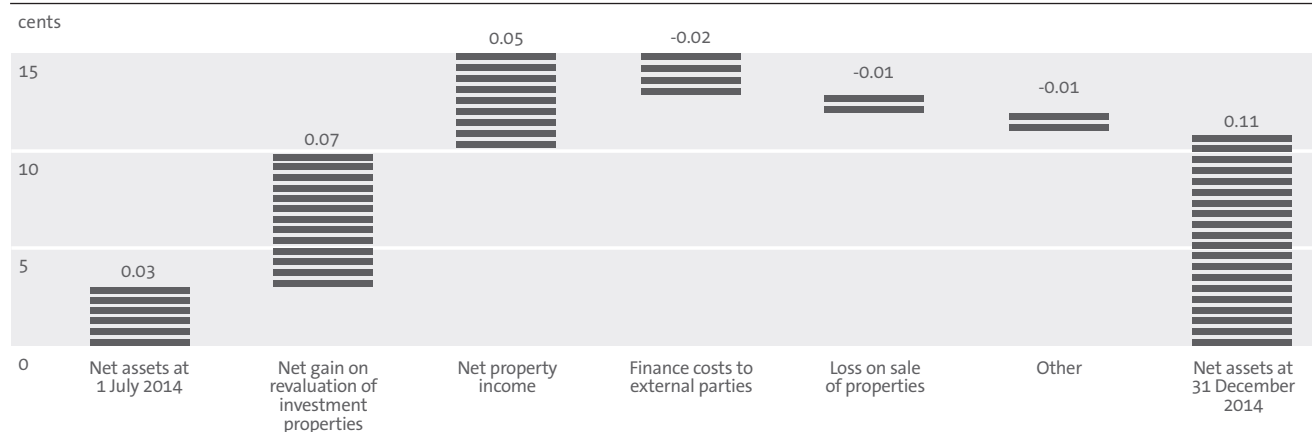 cents
0.05
-0.02
15
-0.01
-0.01
0.07
0.11
10
5
0.03
0
Net assets at
1 July 2014
Net gain on
revaluation of
investment
properties
Net property
income
Finance costs to
external parties
Loss on sale
of properties
Other
Net assets at
31 December
2014